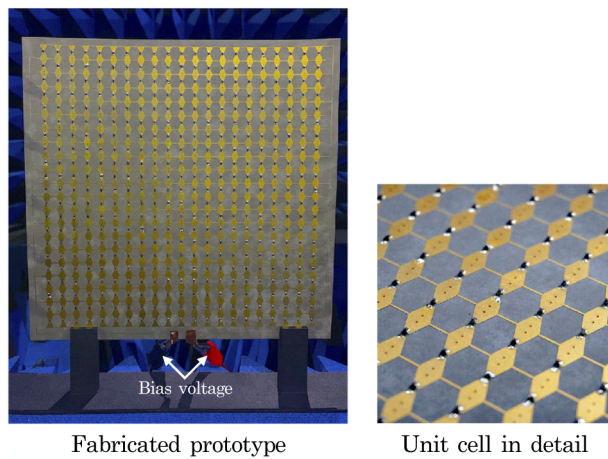 Bias voltage
Fabricated prototype
Unit cell in detail